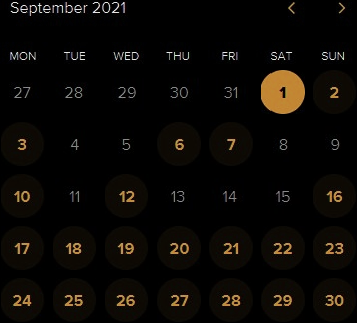 September 2021
MON TUE WED THU FRI SAT SUN
27 28 29 30 31 1 2
3 4 5 6 7 8 9
10 11 12 13 14 15 16
17 18 19 20 21 22 23
24 25 26 27 28 29 30